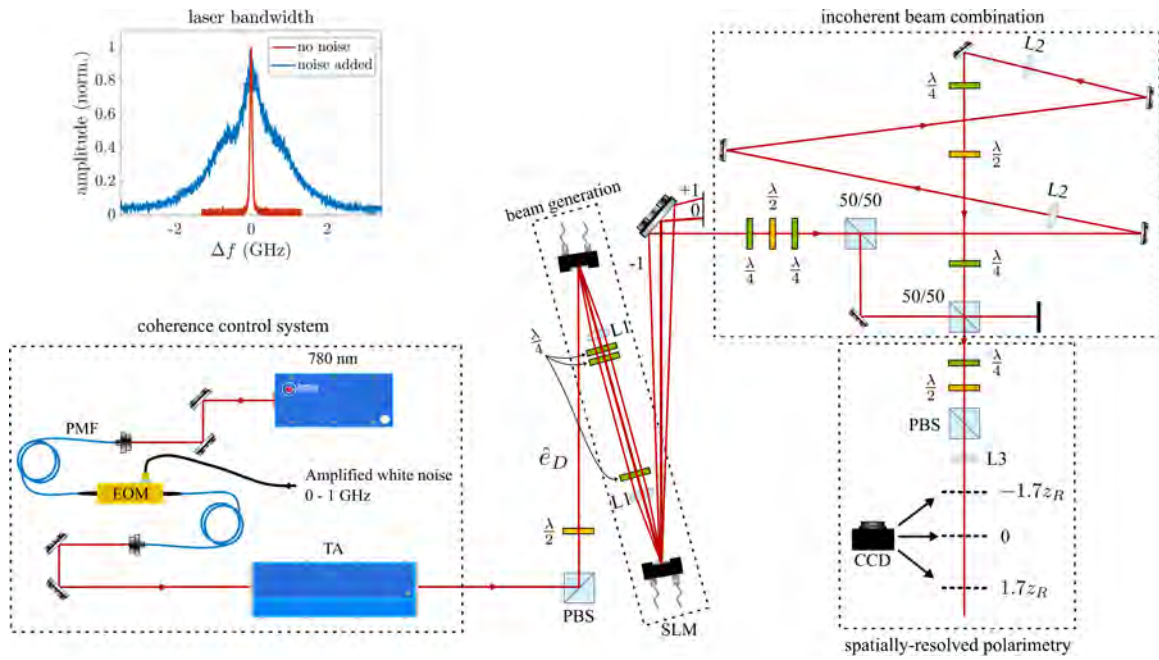 laser bandwidth
no noise
noise added
amplitude (norm.)
1
0.8
0.6
0.4
0.2
0
-2
0
2
Δf (GHz)
coherence control system
780 nm
PMF
EOM
Amplified white noise
0 - 1 GHz
TA
PBS
λ/2
ê_D
beam generation
λ/4
L1
L1
SLM
+1
0
-1
incoherent beam combination
L2
λ/4
λ/2
L2
50/50
λ/2
λ/4
λ/4
λ/4
50/50
λ/4
λ/2
PBS
L3
−1.7z_R
0
1.7z_R
CCD
spatially-resolved polarimetry